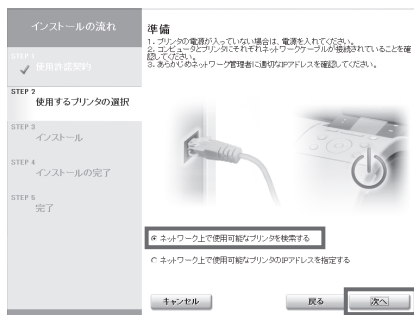 インストールの流れ
STEP 1
使用許諾契約
STEP 2
使用するプリンタの選択
STEP 3
インストール
STEP 4
インストールの完了
STEP 5
完了
準備
1. プリンタの電源が入っていない場合は、電源を入れてください。
2. コンピュータとプリンタにそれぞれネットワークケーブルが接続されていることを確
認してください。
3. あらかじめネットワーク管理者に適切なIPアドレスを確認してください。
ネットワーク上で使用可能なプリンタを検索する
ネットワーク上で使用可能なプリンタのIPアドレスを指定する
キャンセル
戻る
次へ